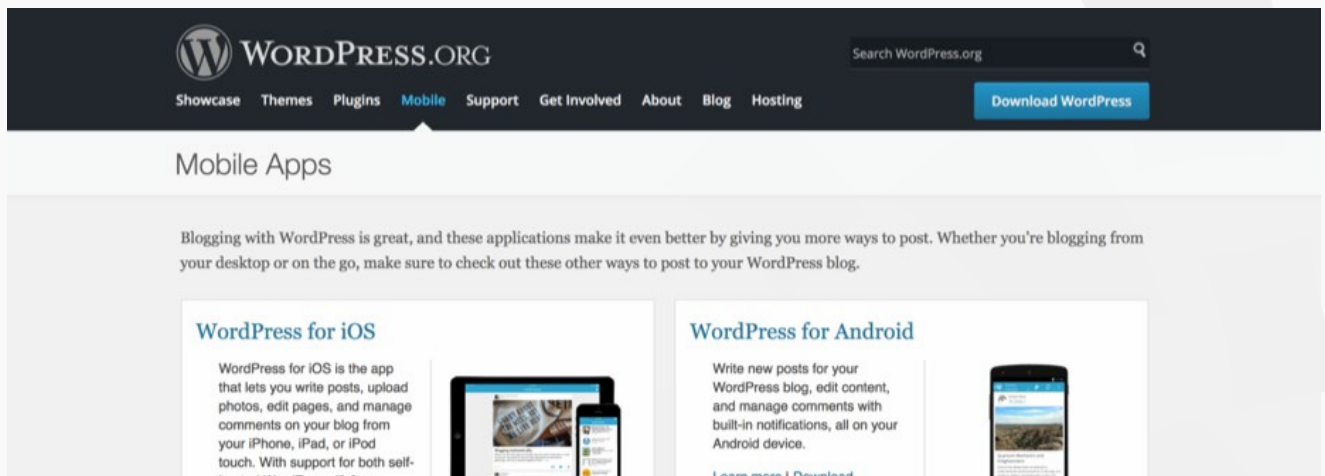 WORDPRESS.ORG
Search WordPress.org
Showcase Themes Plugins Mobile Support Get Involved About Blog Hosting
Download WordPress
Mobile Apps
Blogging with WordPress is great, and these applications make it even better by giving you more ways to post. Whether you're blogging from
your desktop or on the go, make sure to check out these other ways to post to your WordPress blog.
WordPress for iOS
WordPress for iOS is the app
that lets you write posts, upload
photos, edit pages, and manage
comments on your blog from
your iPhone, iPad, or iPod
touch. With support for both self-
WordPress for Android
Write new posts for your
WordPress blog, edit content,
and manage comments with
built-in notifications, all on your
Android device.
Learn more | Download